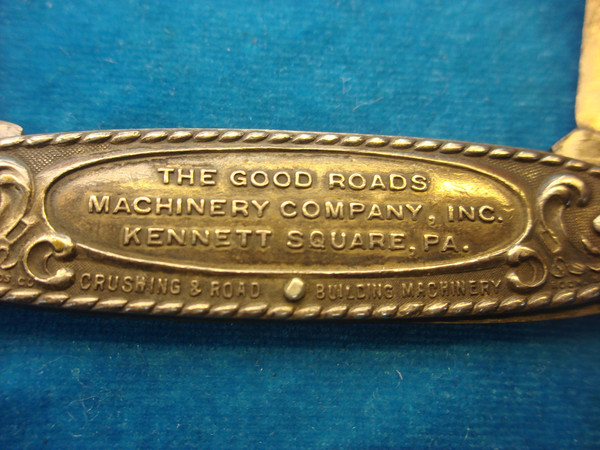 THE GOOD ROADS
MACHINERY COMPANY, INC.
KENNETT SQUARE, PA.
CRUSHING & ROAD BUILDING MACHINERY